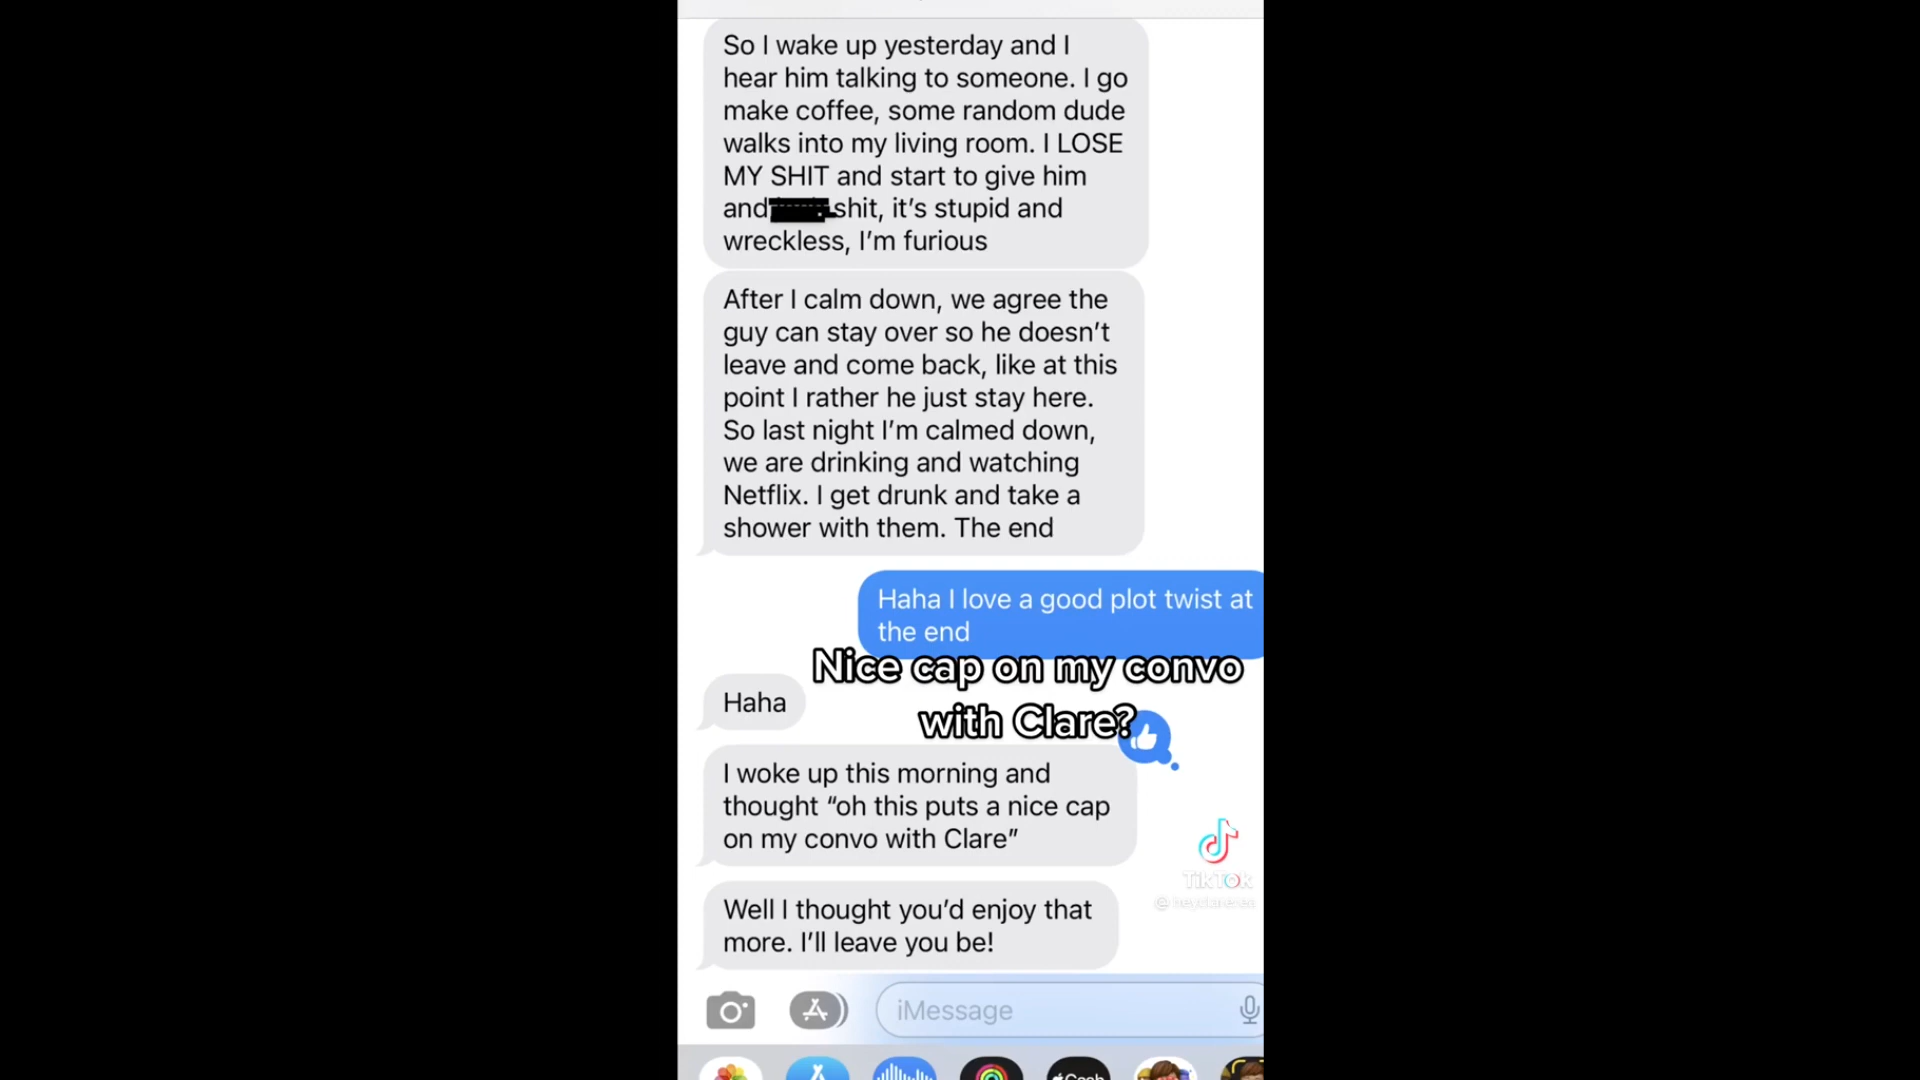 So I wake up yesterday and I
hear him talking to someone. I go
make coffee, some random dude
walks into my living room. I LOSE
MY SHIT and start to give him
and shit, it's stupid and
wreckless, I'm furious
After I calm down, we agree the
guy can stay over so he doesn't
leave and come back, like at this
point I rather he just stay here.
So last night I'm calmed down,
we are drinking and watching
Netflix. I get drunk and take a
shower with them. The end
Haha I love a good plot twist at
the end
Nice cap on my convo
with Clare?
Haha
I woke up this morning and
thought “oh this puts a nice cap
on my convo with Clare”
TikTok
Well I thought you'd enjoy that
more. I'll leave you be!
iMessage
Cash